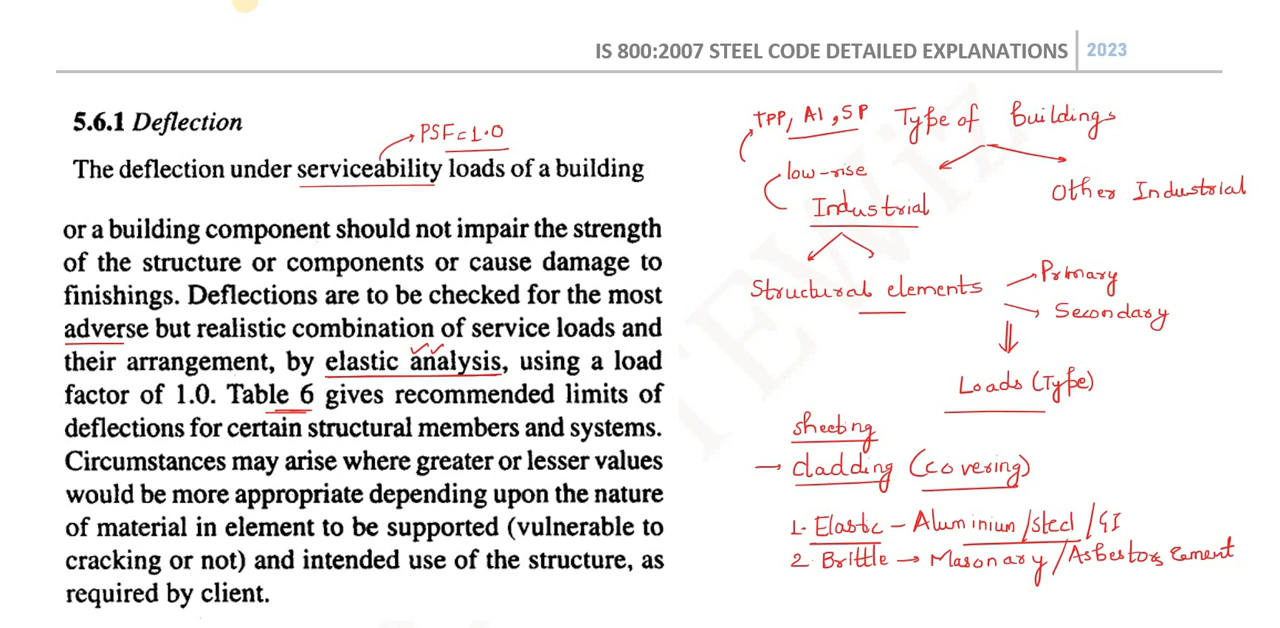 IS 800:2007 STEEL CODE DETAILED EXPLANATIONS 2023
5.6.1 Deflection
PSF=1.0
The deflection under serviceability loads of a building
or a building component should not impair the strength
of the structure or components or cause damage to
finishings. Deflections are to be checked for the most
adverse but realistic combination of service loads and
their arrangement, by elastic analysis, using a load
factor of 1.0. Table 6 gives recommended limits of
deflections for certain structural members and systems.
Circumstances may arise where greater or lesser values
would be more appropriate depending upon the nature
of material in element to be supported (vulnerable to
cracking or not) and intended use of the structure, as
required by client.
TPP, AI, SP
Type of Buildings
low-rise
Industrial
Other Industrial
Structural elements
Primary
Secondary
Loads (Type)
sheeting
→ cladding (covering)
1. Elastic - Aluminium/steel/GI
2 Brittle → Masonary/Asbestos Cement